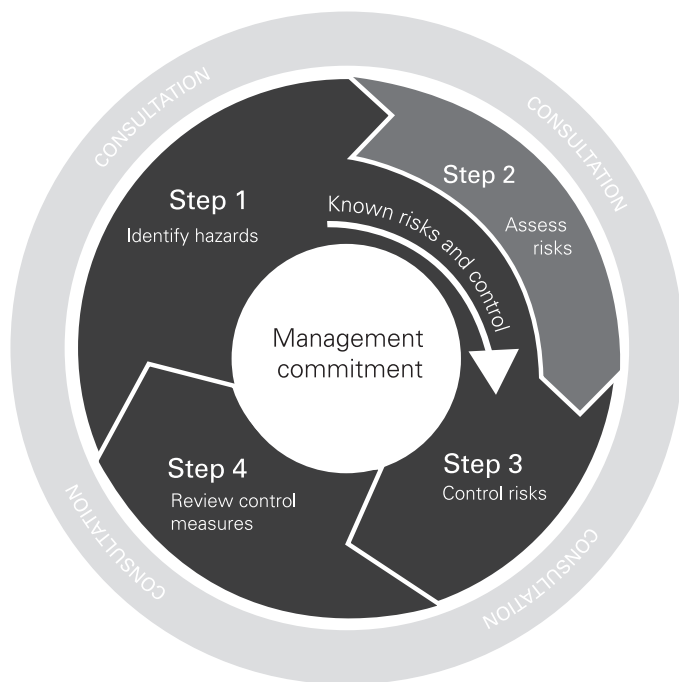 CONSULTATION
CONSULTATION
Step 1
Identify hazards
Step 2
Assess
risks
Known risks and control
Management
commitment
Step 3
Control risks
Step 4
Review control
measures
CONSULTATION
CONSULTATION